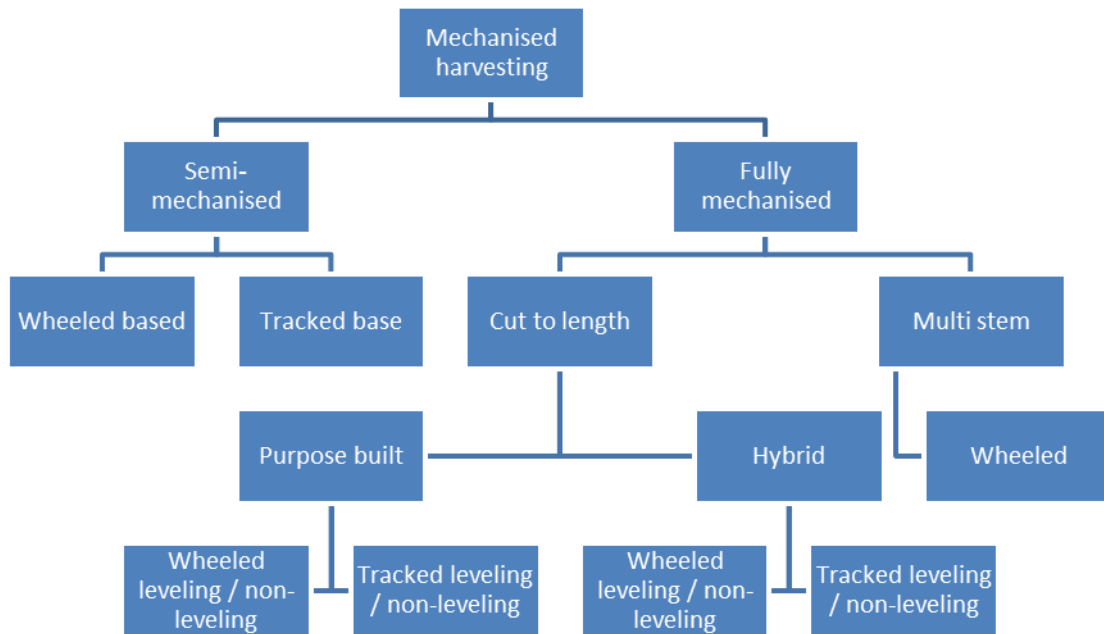 Mechanised
harvesting
Semi-
mechanised
Fully
mechanised
Wheeled based
Tracked base
Cut to length
Multi stem
Purpose built
Hybrid
Wheeled
Wheeled
leveling / non-
leveling
Tracked leveling
/ non-leveling
Wheeled
leveling / non-
leveling
Tracked leveling
/ non-leveling